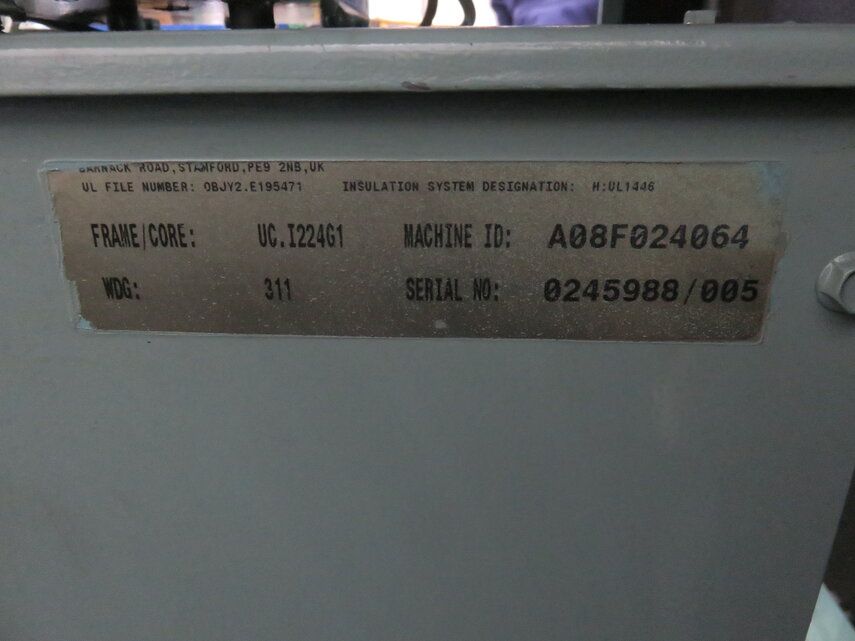 BARNACK ROAD,STAMFORD,PE9 2NB,UK
UL FILE NUMBER: OBJY2.E195471 INSULATION SYSTEM DESIGNATION: H:UL1446
FRAME/CORE: UC.I224G1 MACHINE ID: A08F024064
WDG: 311 SERIAL NO: 0245988/005